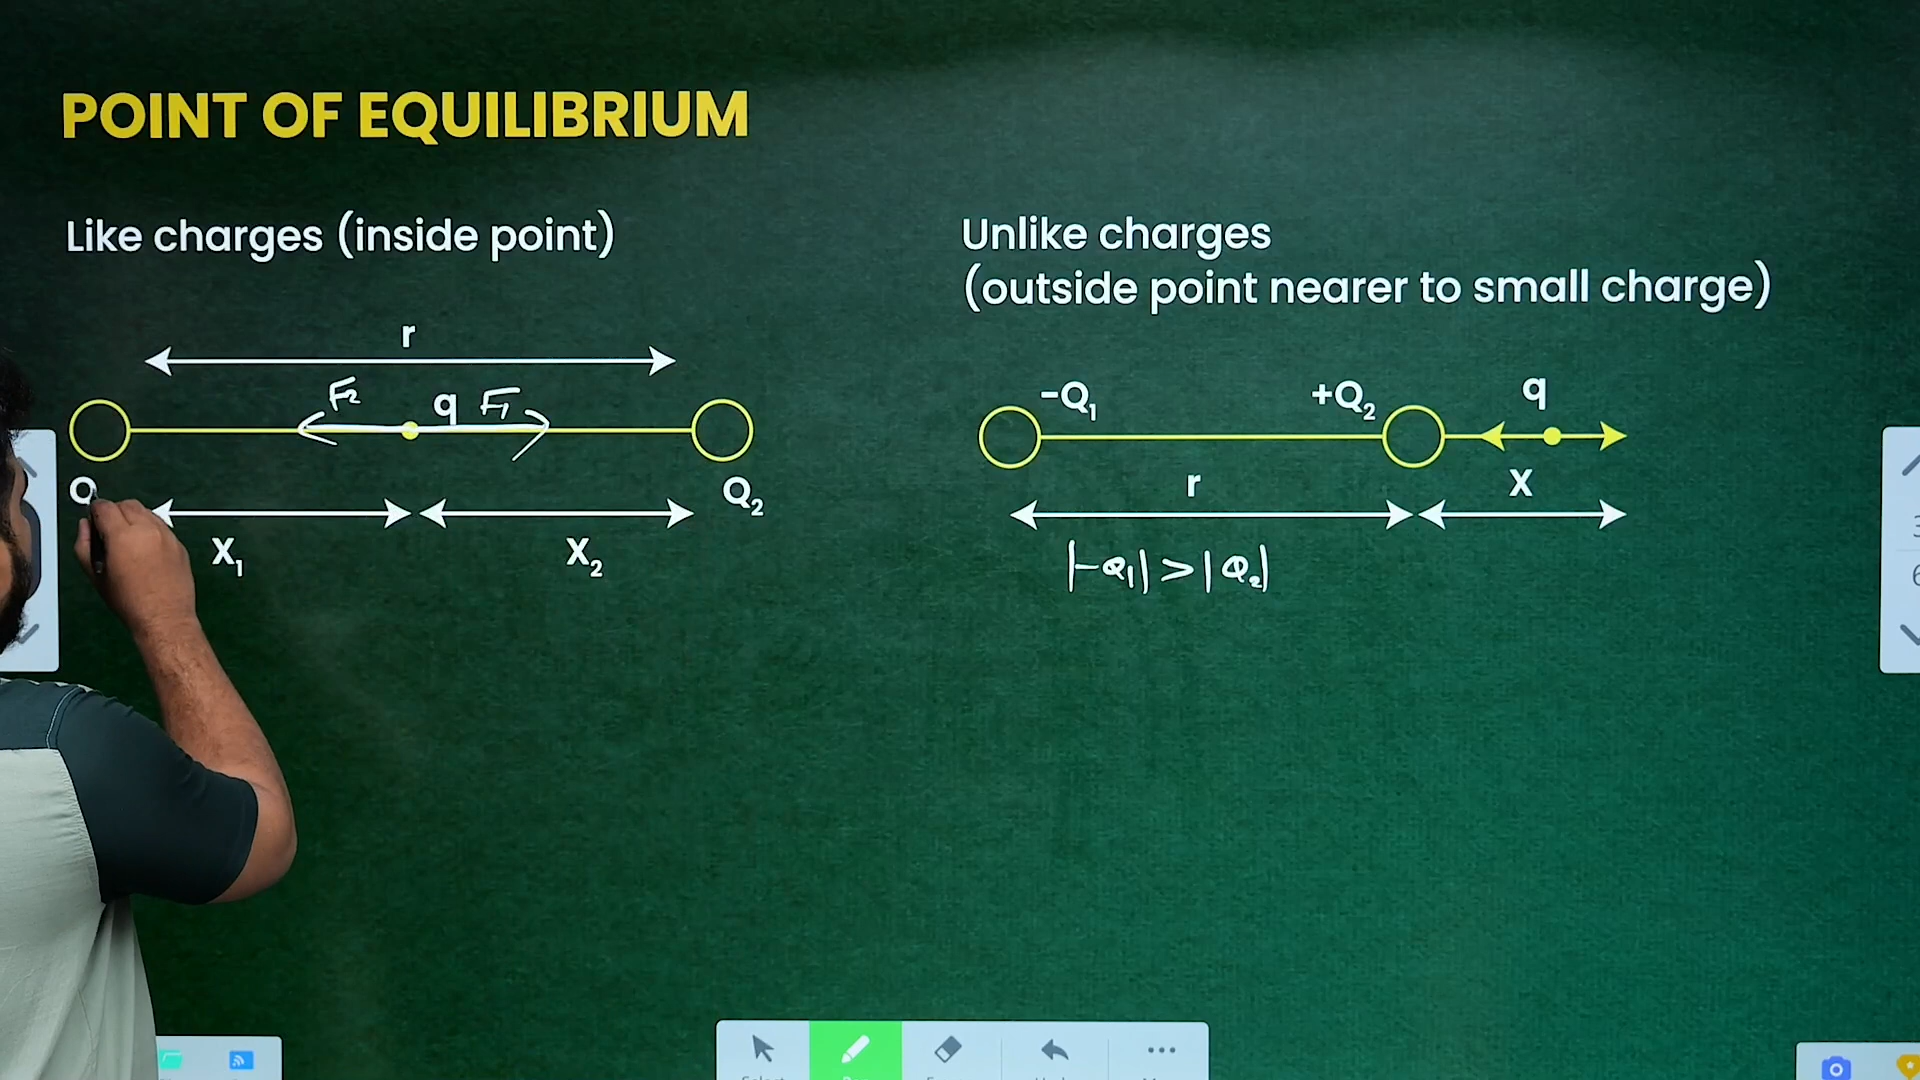 POINT OF EQUILIBRIUM
Like charges (inside point)
r
F₂ q F₁
Q
Q₂
X₁ X₂
Unlike charges
(outside point nearer to small charge)
-Q₁ +Q₂ q
r X
|-Q₁| > |Q₂|